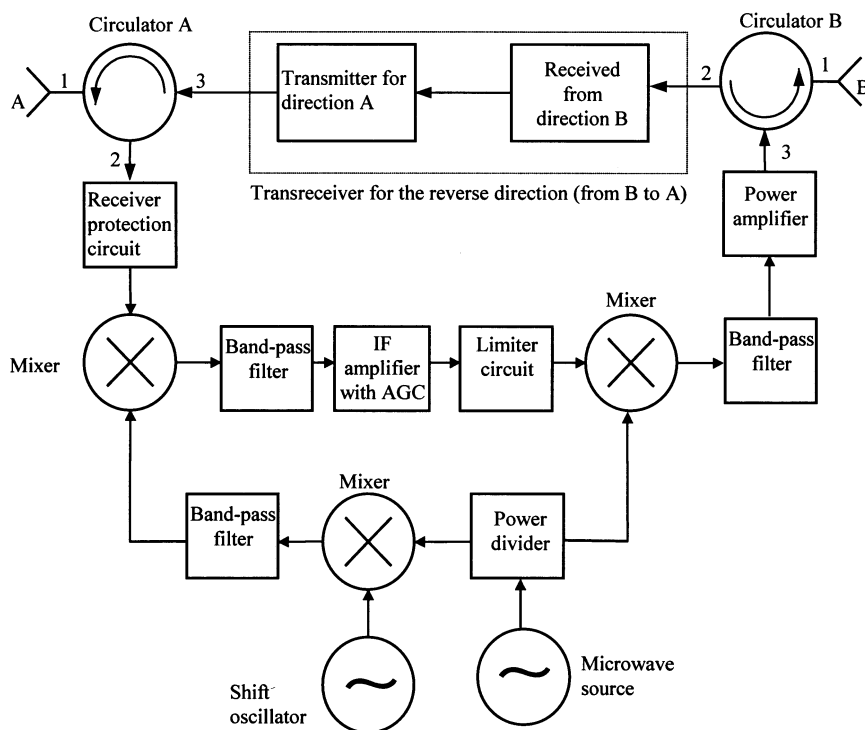 Circulator A
Circulator B
A
1
3
2
Transmitter for
direction A
Received
from
direction B
2
1
B
3
Transreceiver for the reverse direction (from B to A)
Receiver
protection
circuit
Power
amplifier
Mixer
Mixer
Band-pass
filter
IF
amplifier
with AGC
Limiter
circuit
Band-pass
filter
Mixer
Band-pass
filter
Power
divider
Shift
oscillator
Microwave
source